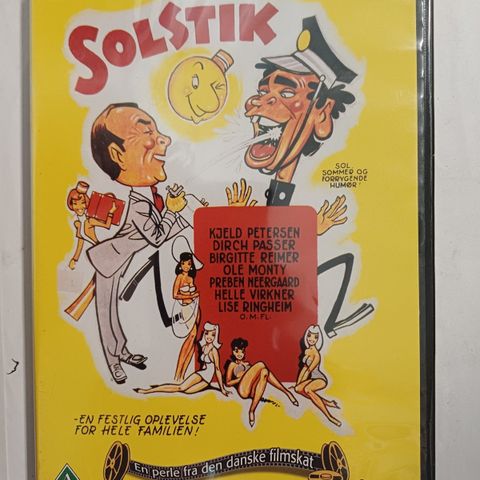 SOLSTIK
SOL,
SOMMER OG
FORRYGENDE
HUMØR!
KJELD PETERSEN
DIRCH PASSER
BIRGITTE REIMER
OLE MONTY
PREBEN NEERGAARD
HELLE VIRKNER
LISE RINGHEIM
O.M.FL.
-EN FESTLIG OPLEVELSE
FOR HELE FAMILIEN!
En perle fra den danske filmskat